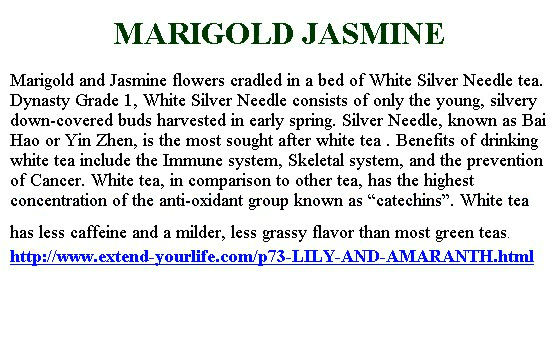 MARIGOLD JASMINE
Marigold and Jasmine flowers cradled in a bed of White Silver Needle tea.
Dynasty Grade 1, White Silver Needle consists of only the young, silvery
down-covered buds harvested in early spring. Silver Needle, known as Bai
Hao or Yin Zhen, is the most sought after white tea . Benefits of drinking
white tea include the Immune system, Skeletal system, and the prevention
of Cancer. White tea, in comparison to other tea, has the highest
concentration of the anti-oxidant group known as “catechins”. White tea
has less caffeine and a milder, less grassy flavor than most green teas.
http://www.extend-yourlife.com/p73-LILY-AND-AMARANTH.html